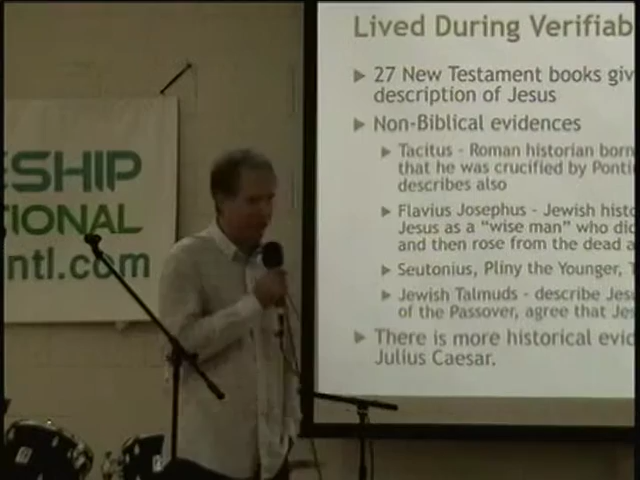 Lived During Verifiab
27 New Testament books giv
description of Jesus
Non-Biblical evidences
Tacitus - Roman historian born
that he was crucified by Ponti
describes also
Flavius Josephus - Jewish histo
Jesus as a "wise man" who did
and then rose from the dead a
Seutonius, Pliny the Younger, T
Jewish Talmuds - describe Jes
of the Passover, agree that Je
There is more historical evid
Julius Caesar.
ESHIP
TIONAL
ntl.com